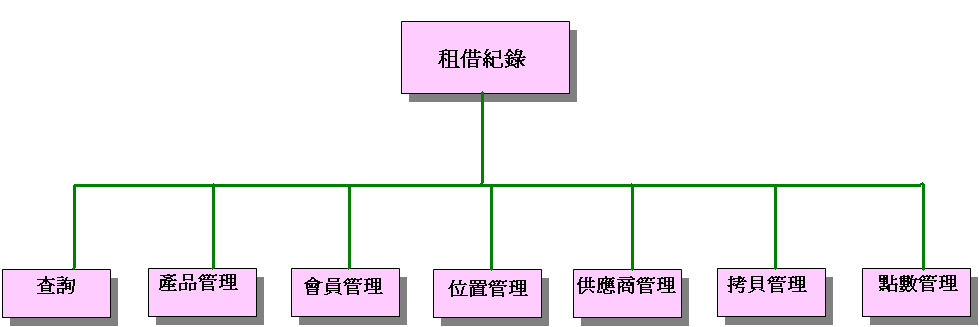 租借紀錄
查詢
產品管理
會員管理
位置管理
供應商管理
拷貝管理
點數管理